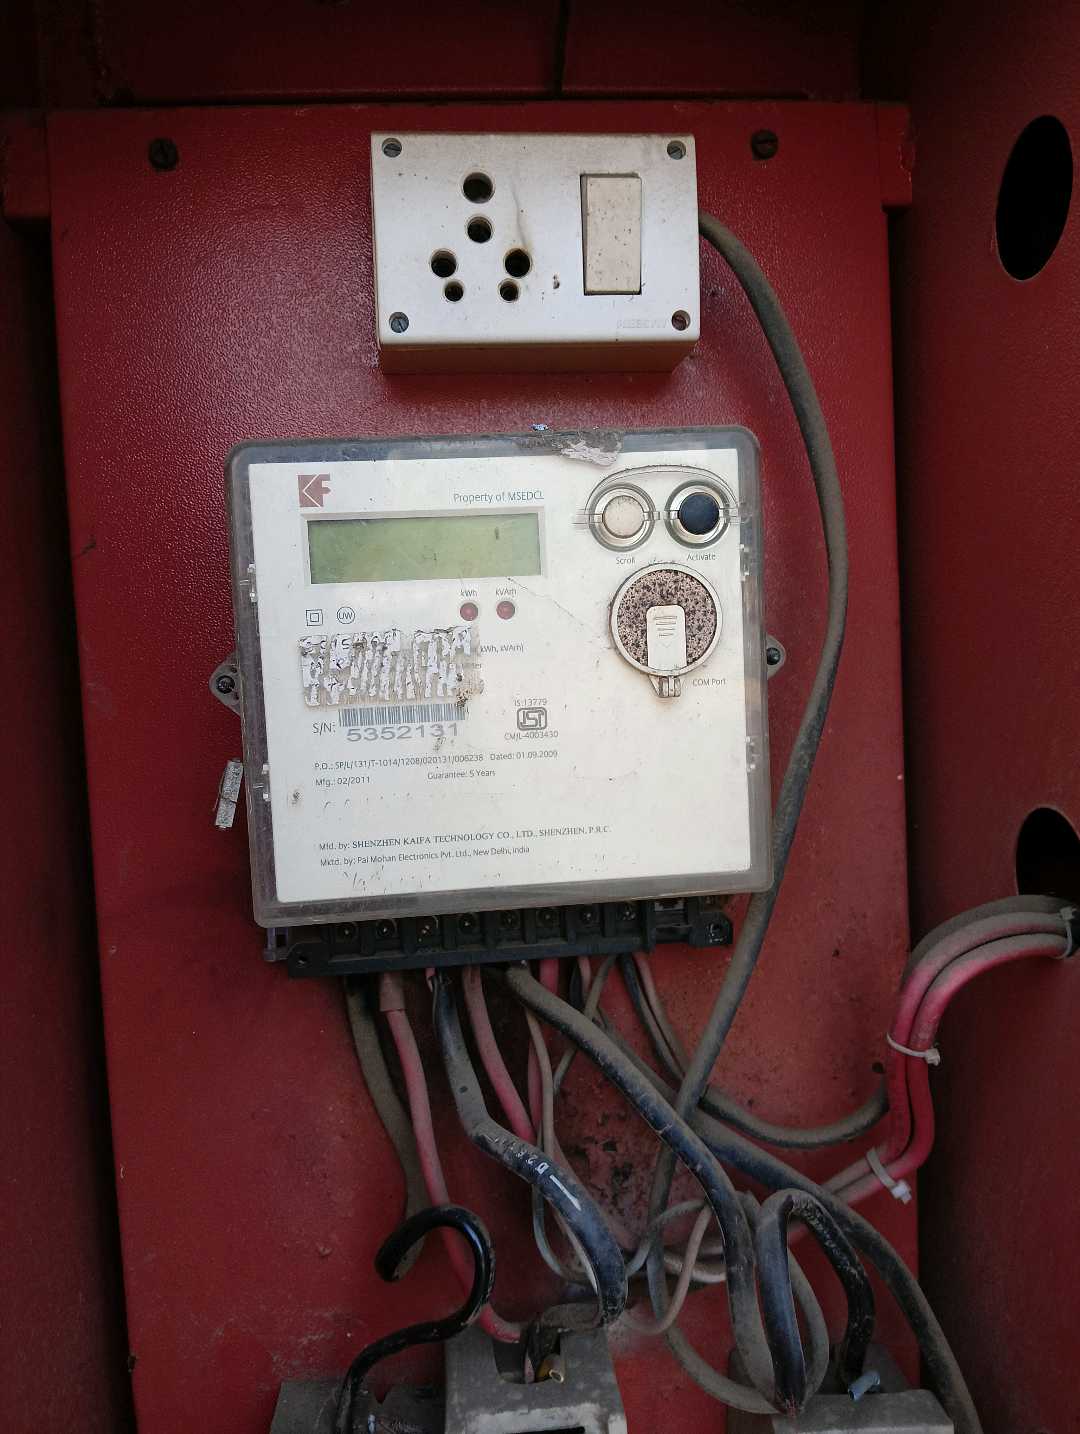 KF
Property of MSEDCL
Scroll
Activate
kWh
kVArh
UW
kWh, kVArh)
COM Port
IS:13779
S/N:
5352131
CM/L-4003430
P.O.: SP/L/131/T-1014/1208/020131/006238 Dated: 01.09.2009
Mfg.: 02/2011
Guarantee: 5 Years
Mfd. by: SHENZHEN KAIFA TECHNOLOGY CO., LTD., SHENZHEN, P.R.C.
Mktd. by: Pal Mohan Electronics Pvt. Ltd., New Delhi, India